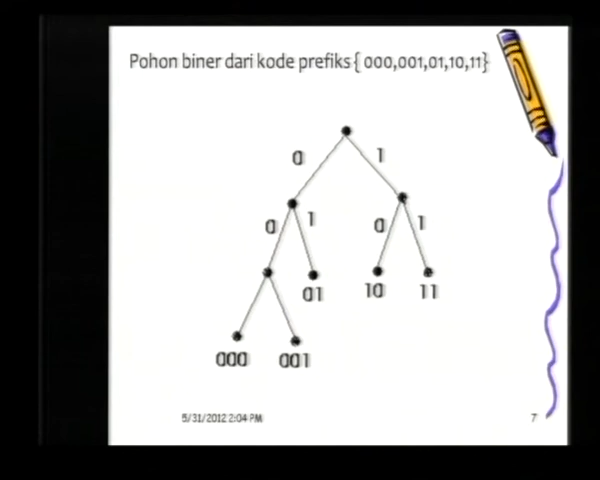 Pohon biner dari kode prefiks { 000,001,01,10,11}
0 1
0 1 0 1
01 10 11
000 001
5/31/2012 2:04 PM 7